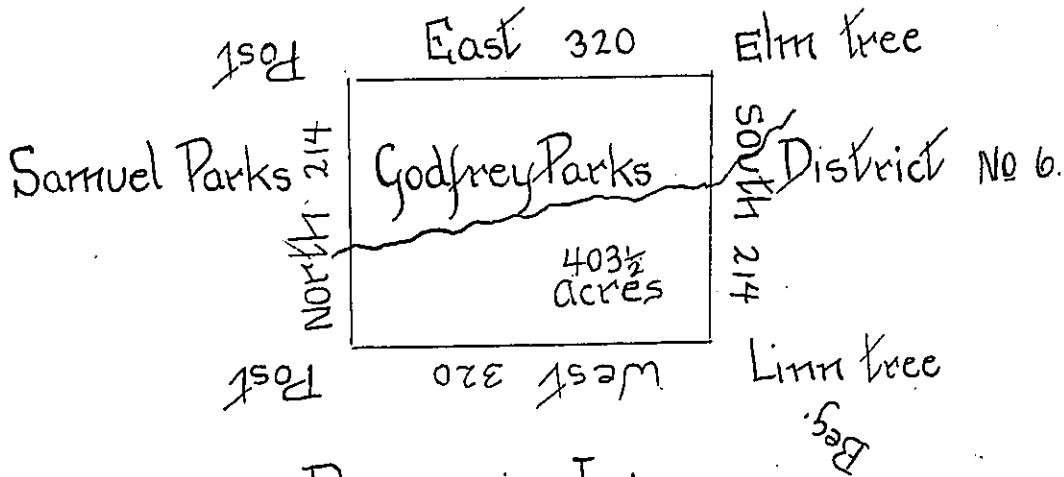 Post
East 320
Elm tree
Samuel Parks
North 214
Godfrey Parks
South 214
District No 6.
403½
acres
Post
West 320
Linn tree
Beg.